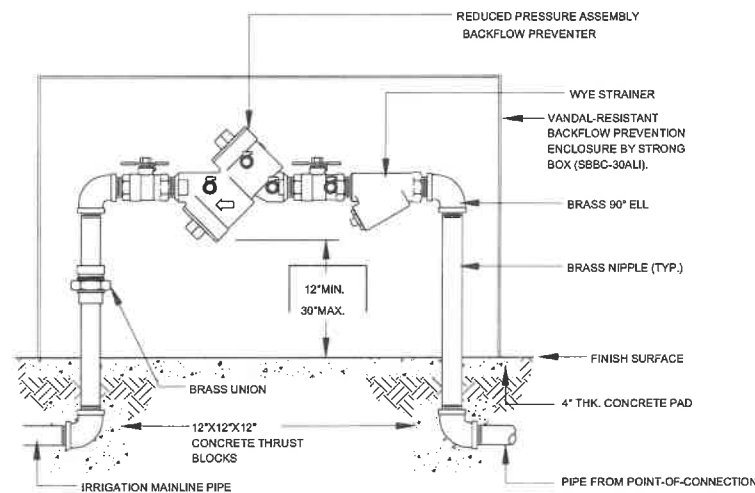 REDUCED PRESSURE ASSEMBLY
BACKFLOW PREVENTER
WYE STRAINER
VANDAL-RESISTANT
BACKFLOW PREVENTION
ENCLOSURE BY STRONG
BOX (SBBC-30ALI).
BRASS 90° ELL
BRASS NIPPLE (TYP.)
12"MIN.
30"MAX.
FINISH SURFACE
BRASS UNION
4" THK. CONCRETE PAD
12"X12"X12"
CONCRETE THRUST
BLOCKS
IRRIGATION MAINLINE PIPE
PIPE FROM POINT-OF-CONNECTION